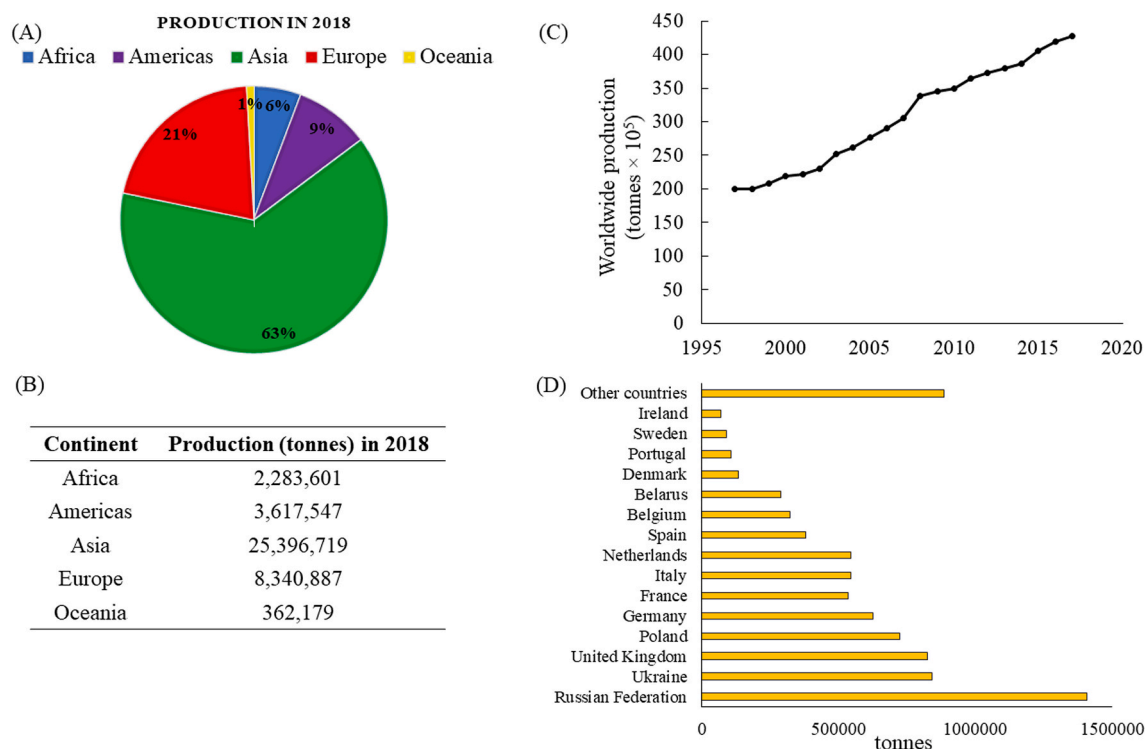 (A)
PRODUCTION IN 2018
Africa Americas Asia Europe Oceania
1% 6%
9%
21%
63%
(B)
Continent Production (tonnes) in 2018
Africa 2,283,601
Americas 3,617,547
Asia 25,396,719
Europe 8,340,887
Oceania 362,179
(C)
Worldwide production
(tonnes × 10⁵)
450
400
350
300
250
200
150
100
50
0
1995 2000 2005 2010 2015 2020
(D)
Other countries
Ireland
Sweden
Portugal
Denmark
Belarus
Belgium
Spain
Netherlands
Italy
France
Germany
Poland
United Kingdom
Ukraine
Russian Federation
0 500000 1000000 1500000
tonnes